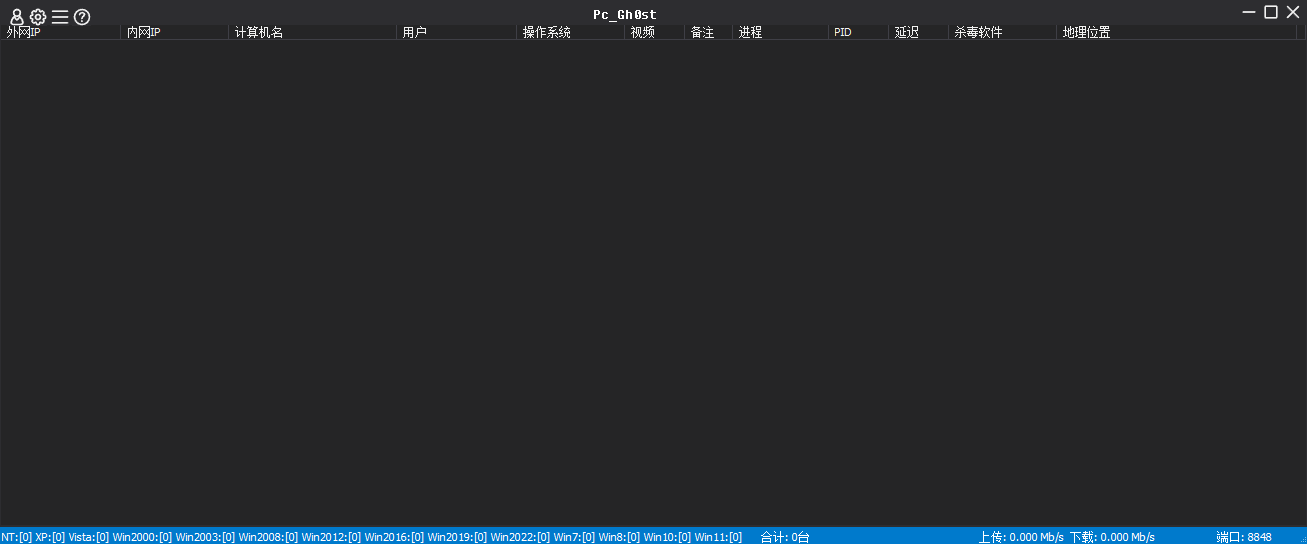 Pc_Gh0st
外网IP 内网IP 计算机名 用户 操作系统 视频 备注 进程 PID 延迟 杀毒软件 地理位置
NT:[0] XP:[0] Vista:[0] Win2000:[0] Win2003:[0] Win2008:[0] Win2012:[0] Win2016:[0] Win2019:[0] Win2022:[0] Win7:[0] Win8:[0] Win10:[0] Win11:[0] 合计: 0台 上传: 0.000 Mb/s 下载: 0.000 Mb/s 端口: 8848